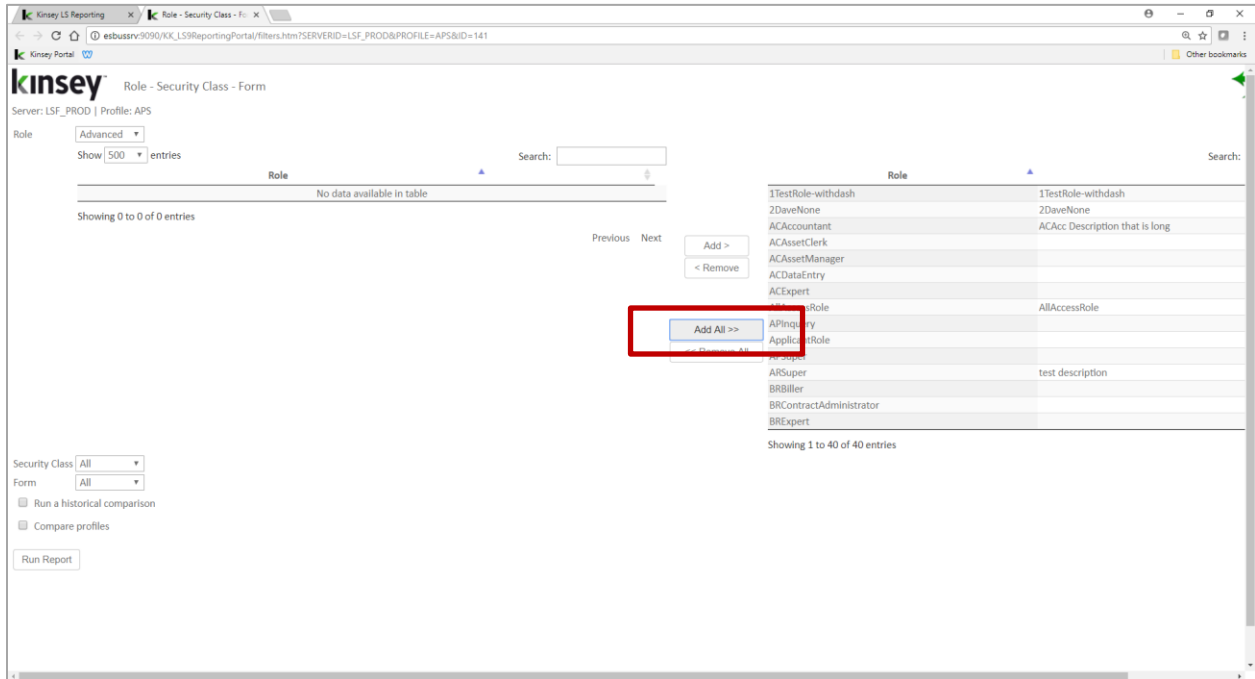 Kinsey LS Reporting
Role - Security Class - Fo
esbussrv:9090/KK_LS9ReportingPortal/filters.htm?SERVERID=LSF_PROD&PROFILE=APS&ID=141
Kinsey Portal
Other bookmarks
kinsey
Role - Security Class - Form
Server: LSF_PROD | Profile: APS
Role Advanced
Show 500 entries Search: Search:
Role Role
No data available in table
Showing 0 to 0 of 0 entries
Previous Next
Add >
< Remove
Add All >>
<< Remove All
1TestRole-withdash 1TestRole-withdash
2DaveNone 2DaveNone
ACAccountant ACAcc Description that is long
ACAssetClerk
ACAssetManager
ACDataEntry
ACExpert
AllAccessRole AllAccessRole
APInquery
ApplicantRole
APSuper
ARSuper test description
BRBiller
BRContractAdministrator
BRExpert
Showing 1 to 40 of 40 entries
Security Class All
Form All
Run a historical comparison
Compare profiles
Run Report